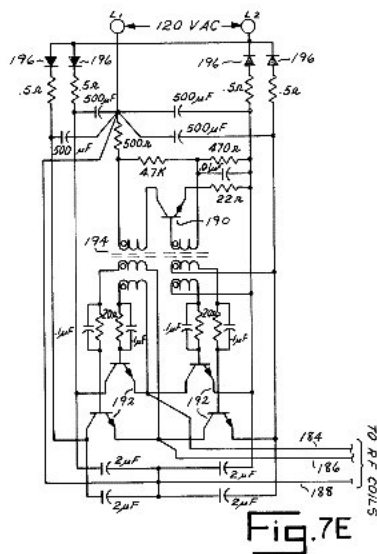 L1 120 VAC L2
196 196 196 196
.5Ω .5Ω .5Ω .5Ω
500μF 500μF
500μF 500μF
500Ω 470Ω
4.7K .01μF
22Ω
190
194
20Ω 20Ω
.1μF .1μF .1μF .1μF
192 192
184
2μF 2μF 186
2μF 2μF 188
TO RF COILS
Fig. 7E